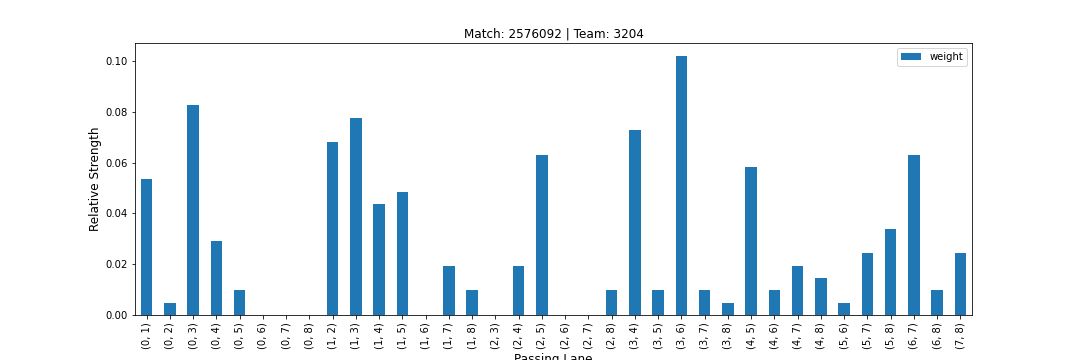 Match: 2576092 | Team: 3204
weight
Relative Strength
0.10
0.08
0.06
0.04
0.02
0.00
(0, 1) (0, 2) (0, 3) (0, 4) (0, 5) (0, 6) (0, 7) (0, 8) (1, 2) (1, 3) (1, 4) (1, 5) (1, 6) (1, 7) (1, 8) (2, 3) (2, 4) (2, 5) (2, 6) (2, 7) (2, 8) (3, 4) (3, 5) (3, 6) (3, 7) (3, 8) (4, 5) (4, 6) (4, 7) (4, 8) (5, 6) (5, 7) (5, 8) (6, 7) (6, 8) (7, 8)
Passing Lane